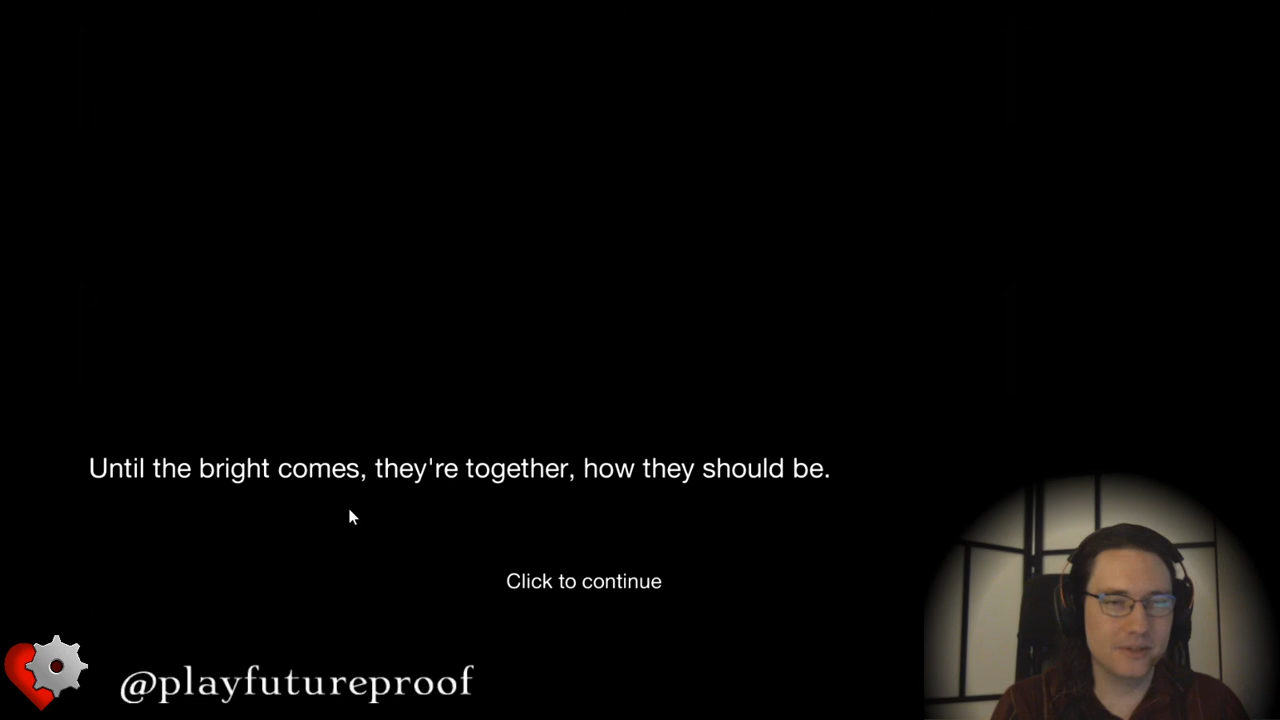 Until the bright comes, they're together, how they should be.
Click to continue
@playfutureproof